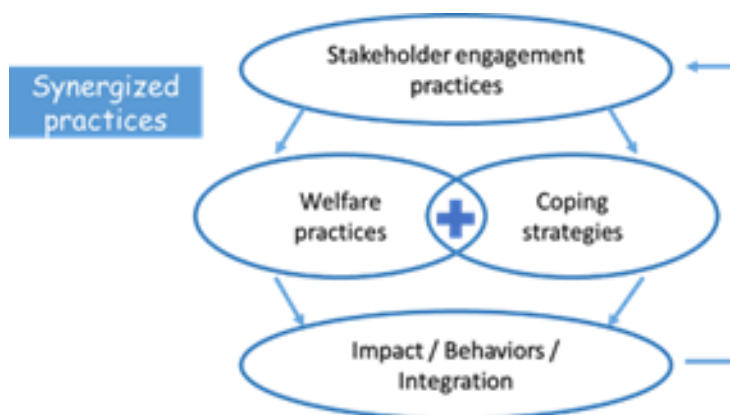 Stakeholder engagement
practices
Synergized
practices
Welfare
practices
Coping
strategies
Impact / Behaviors /
Integration